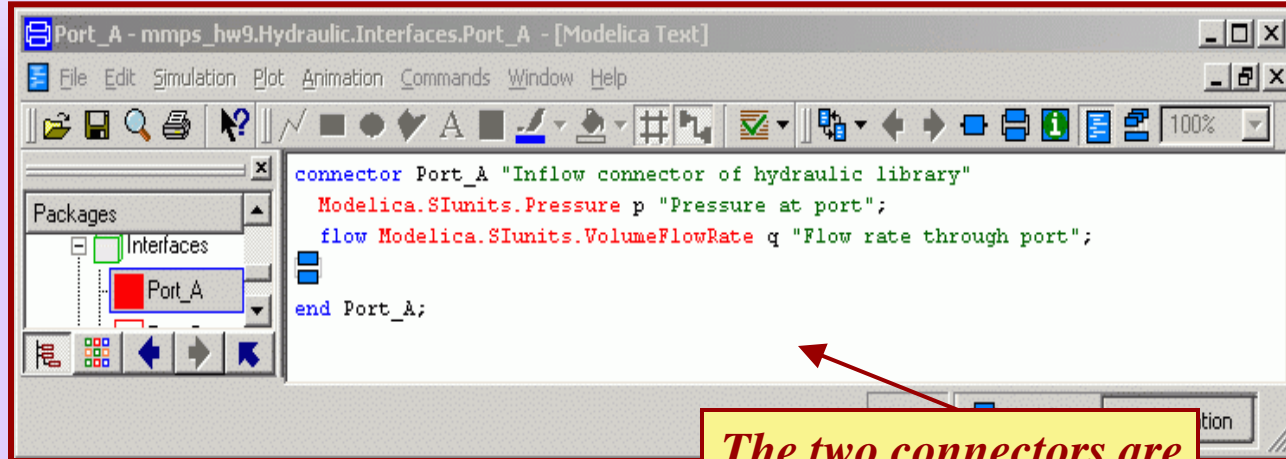 Port_A - mmps_hw9.Hydraulic.Interfaces.Port_A - [Modelica Text]
File Edit Simulation Plot Animation Commands Window Help
A 100%
connector Port_A "Inflow connector of hydraulic library"
Modelica.SIunits.Pressure p "Pressure at port";
flow Modelica.SIunits.VolumeFlowRate q "Flow rate through port";
end Port_A;
Packages
Interfaces
Port_A
The two connectors are